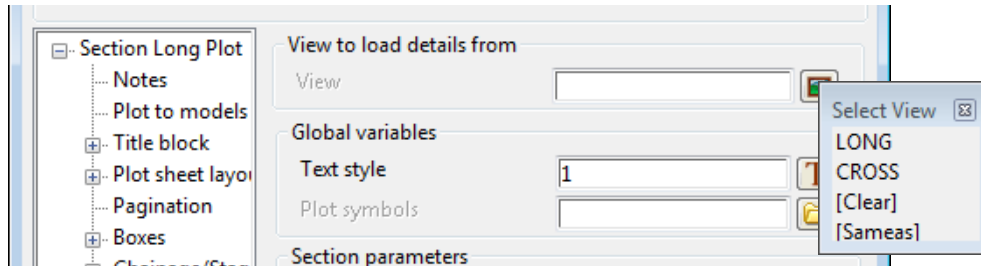 Section Long Plot
Notes
Plot to models
Title block
Plot sheet layou
Pagination
Boxes
View to load details from
View
Global variables
Text style
1
Plot symbols
Section parameters
Select View
LONG
CROSS
[Clear]
[Sameas]